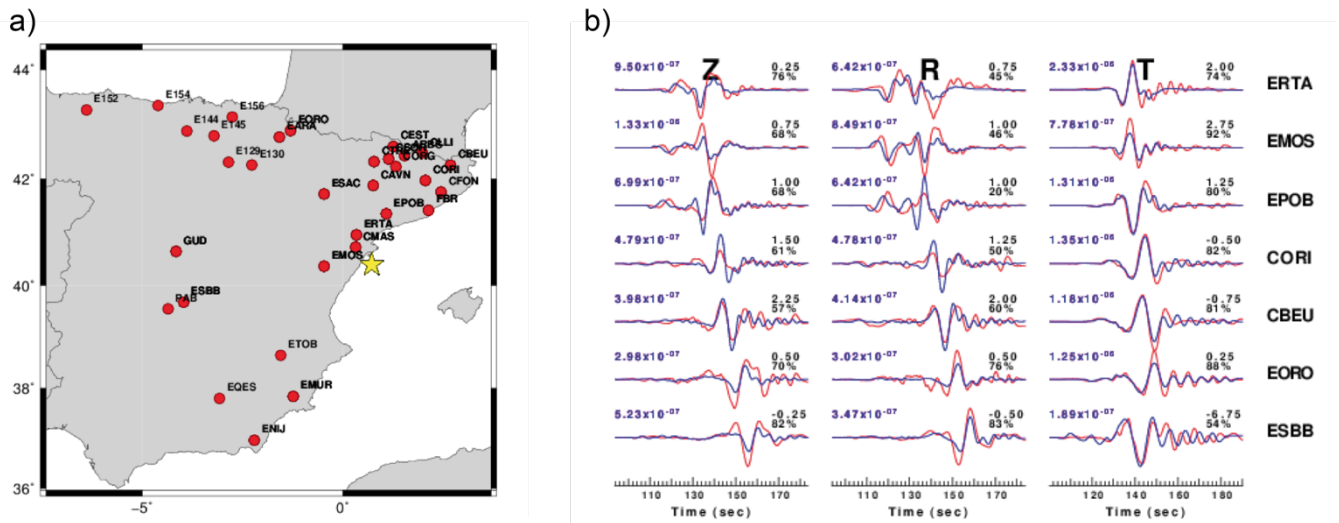 a)
44°
42°
40°
38°
36°
−5°
0°
E152
E154
E156
E144
E145
E129
E130
EORO
EARA
CEST
CBEU
CORI
CFON
FBR
CAVN
ESAC
EPOB
ERTA
CMAS
EMOS
GUD
ESBB
PAB
ETOB
EQES
EMUR
ENIJ
b)
Z R T
9.50x10⁻⁰⁷ 0.25 6.42x10⁻⁰⁷ 0.75 2.33x10⁻⁰⁶ 2.00 ERTA
76% 45% 74%
1.33x10⁻⁰⁶ 0.75 8.49x10⁻⁰⁷ 1.00 7.78x10⁻⁰⁷ 2.75 EMOS
68% 46% 92%
6.99x10⁻⁰⁷ 1.00 6.42x10⁻⁰⁷ 1.00 1.31x10⁻⁰⁶ 1.25 EPOB
68% 20% 80%
4.79x10⁻⁰⁷ 1.50 4.78x10⁻⁰⁷ 1.25 1.35x10⁻⁰⁶ -0.50 CORI
61% 50% 82%
3.98x10⁻⁰⁷ 2.25 4.14x10⁻⁰⁷ 2.00 1.18x10⁻⁰⁶ -0.75 CBEU
57% 60% 81%
2.98x10⁻⁰⁷ 0.50 3.02x10⁻⁰⁷ 0.50 1.25x10⁻⁰⁶ 0.25 EORO
70% 76% 88%
5.23x10⁻⁰⁷ -0.25 3.47x10⁻⁰⁷ -0.50 1.89x10⁻⁰⁷ -6.75 ESBB
82% 83% 54%
110 130 150 170 110 130 150 170 120 140 160 180
Time (sec) Time (sec) Time (sec)